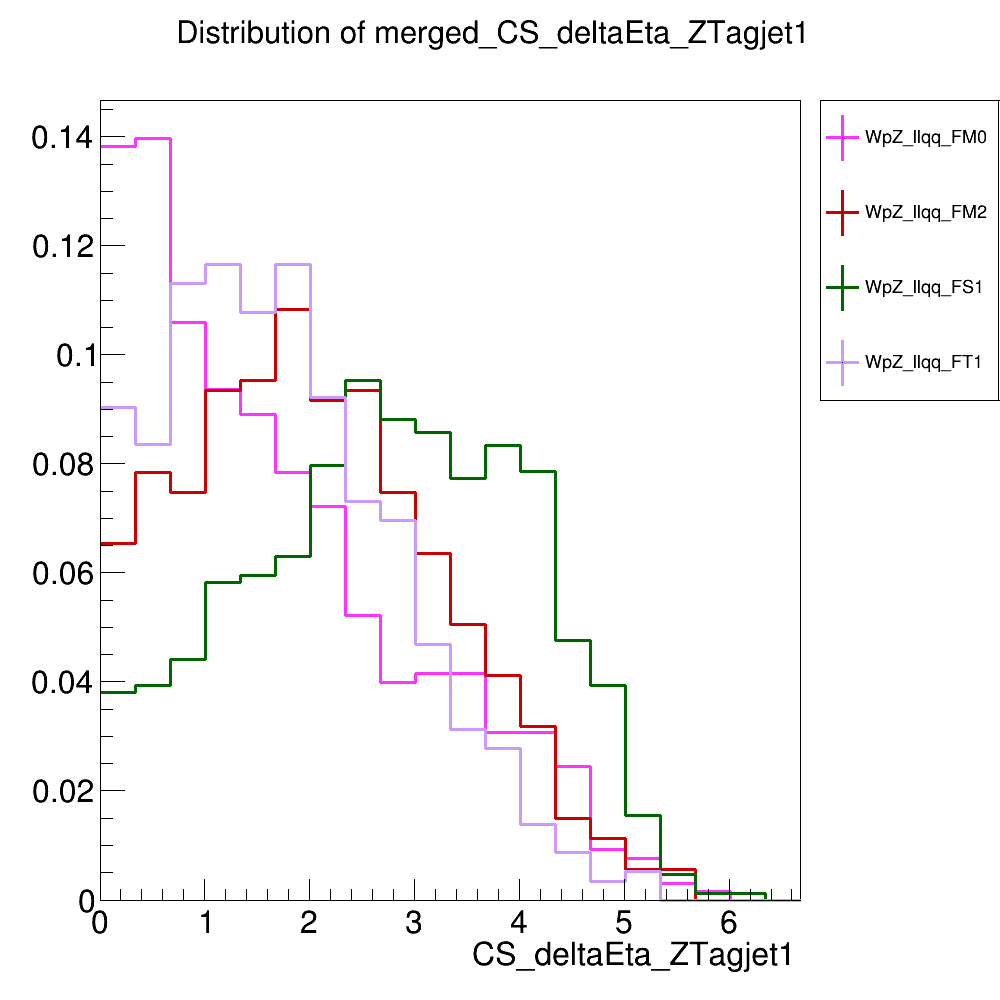 Distribution of merged_CS_deltaEta_ZTagjet1
0.14
0.12
0.1
0.08
0.06
0.04
0.02
0
0 1 2 3 4 5 6
CS_deltaEta_ZTagjet1
WpZ_llqq_FM0
WpZ_llqq_FM2
WpZ_llqq_FS1
WpZ_llqq_FT1